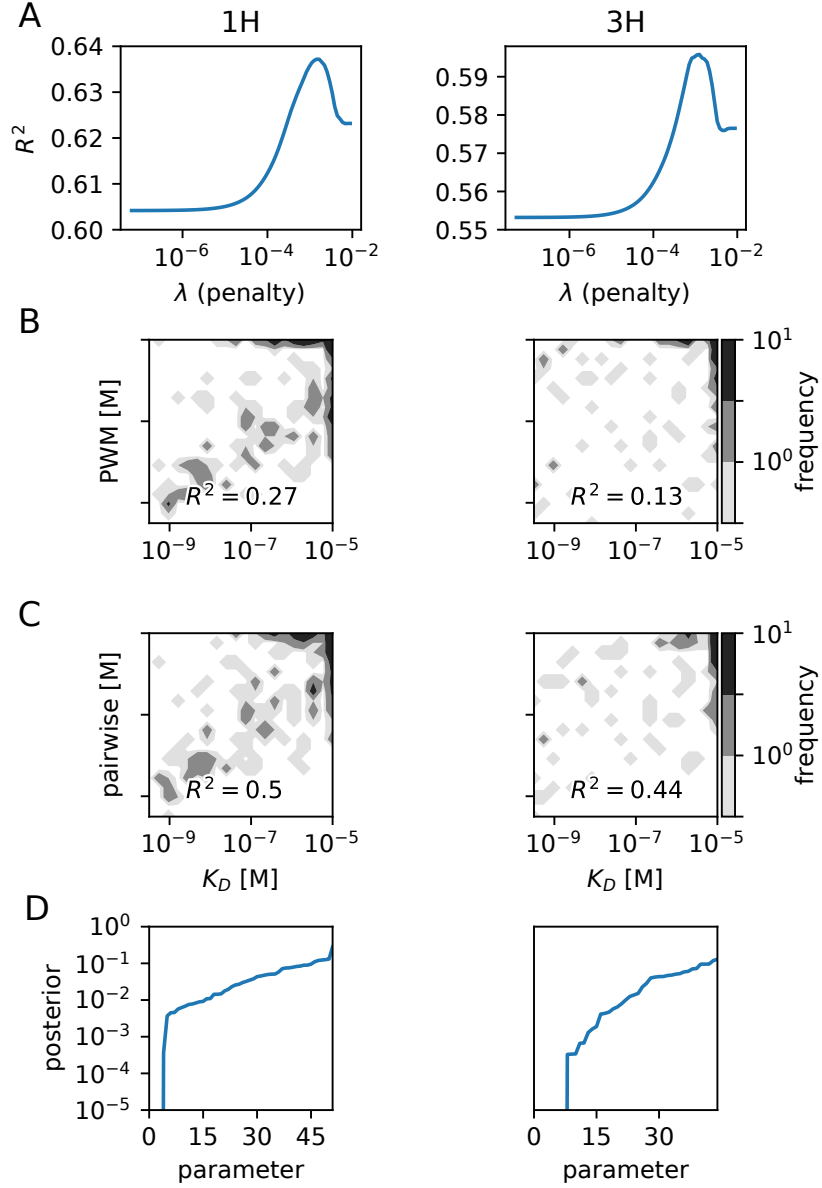 A
1H
3H
R²
0.64
0.63
0.62
0.61
0.60
0.59
0.58
0.57
0.56
0.55
10⁻⁶
10⁻⁴
10⁻²
10⁻⁶
10⁻⁴
10⁻²
λ (penalty)
λ (penalty)
B
PWM [M]
R² = 0.27
R² = 0.13
10¹
10⁰
frequency
10⁻⁹
10⁻⁷
10⁻⁵
10⁻⁹
10⁻⁷
10⁻⁵
C
pairwise [M]
R² = 0.5
R² = 0.44
10¹
10⁰
frequency
10⁻⁹
10⁻⁷
10⁻⁵
10⁻⁹
10⁻⁷
10⁻⁵
K_D [M]
K_D [M]
D
posterior
10⁰
10⁻¹
10⁻²
10⁻³
10⁻⁴
10⁻⁵
0
15
30
45
0
15
30
parameter
parameter